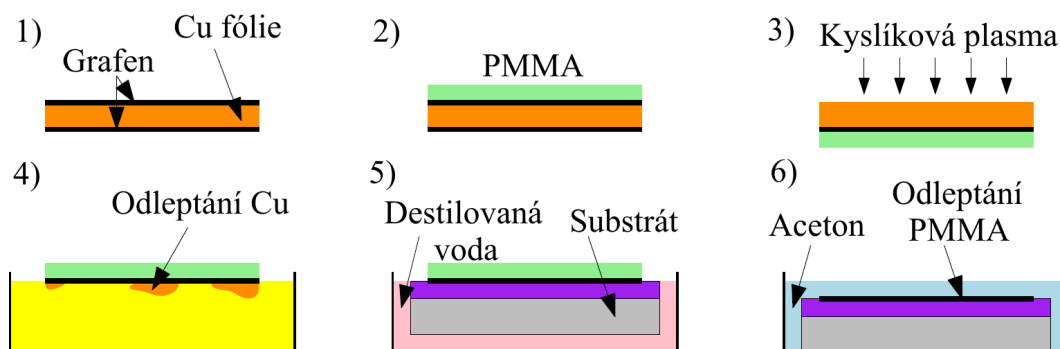 1)
Cu fólie
Grafen
2)
PMMA
3)
Kyslíková plasma
4)
Odleptání Cu
5)
Destilovaná
voda
Substrát
6)
Aceton
Odleptání
PMMA